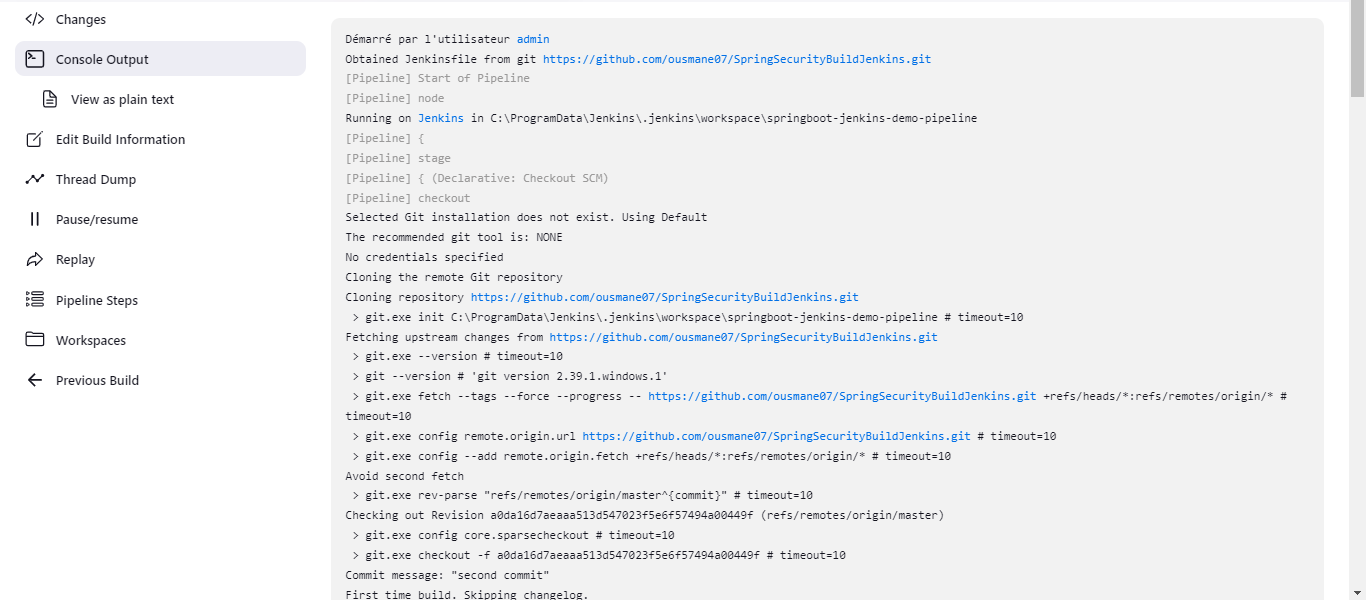 Changes
Console Output
View as plain text
Edit Build Information
Thread Dump
Pause/resume
Replay
Pipeline Steps
Workspaces
Previous Build
Démarré par l'utilisateur admin
Obtained Jenkinsfile from git https://github.com/ousmane07/SpringSecurityBuildJenkins.git
[Pipeline] Start of Pipeline
[Pipeline] node
Running on Jenkins in C:\ProgramData\Jenkins\.jenkins\workspace\springboot-jenkins-demo-pipeline
[Pipeline] {
[Pipeline] stage
[Pipeline] { (Declarative: Checkout SCM)
[Pipeline] checkout
Selected Git installation does not exist. Using Default
The recommended git tool is: NONE
No credentials specified
Cloning the remote Git repository
Cloning repository https://github.com/ousmane07/SpringSecurityBuildJenkins.git
> git.exe init C:\ProgramData\Jenkins\.jenkins\workspace\springboot-jenkins-demo-pipeline # timeout=10
Fetching upstream changes from https://github.com/ousmane07/SpringSecurityBuildJenkins.git
> git.exe --version # timeout=10
> git --version # 'git version 2.39.1.windows.1'
> git.exe fetch --tags --force --progress -- https://github.com/ousmane07/SpringSecurityBuildJenkins.git +refs/heads/*:refs/remotes/origin/* #
timeout=10
> git.exe config remote.origin.url https://github.com/ousmane07/SpringSecurityBuildJenkins.git # timeout=10
> git.exe config --add remote.origin.fetch +refs/heads/*:refs/remotes/origin/* # timeout=10
Avoid second fetch
> git.exe rev-parse "refs/remotes/origin/master^{commit}" # timeout=10
Checking out Revision a0da16d7aeaaa513d547023f5e6f57494a00449f (refs/remotes/origin/master)
> git.exe config core.sparsecheckout # timeout=10
> git.exe checkout -f a0da16d7aeaaa513d547023f5e6f57494a00449f # timeout=10
Commit message: "second commit"
First time build. Skipping changelog.